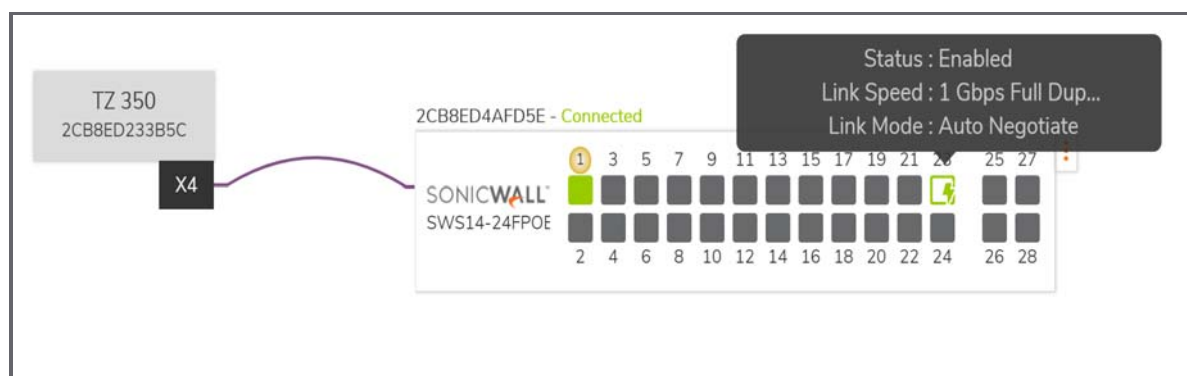 Status : Enabled
Link Speed : 1 Gbps Full Dup...
Link Mode : Auto Negotiate
TZ 350
2CB8ED233B5C
X4
2CB8ED4AFD5E - Connected
1 3 5 7 9 11 13 15 17 19 21 23 25 27
SONICWALL
SWS14-24FPOE
2 4 6 8 10 12 14 16 18 20 22 24 26 28